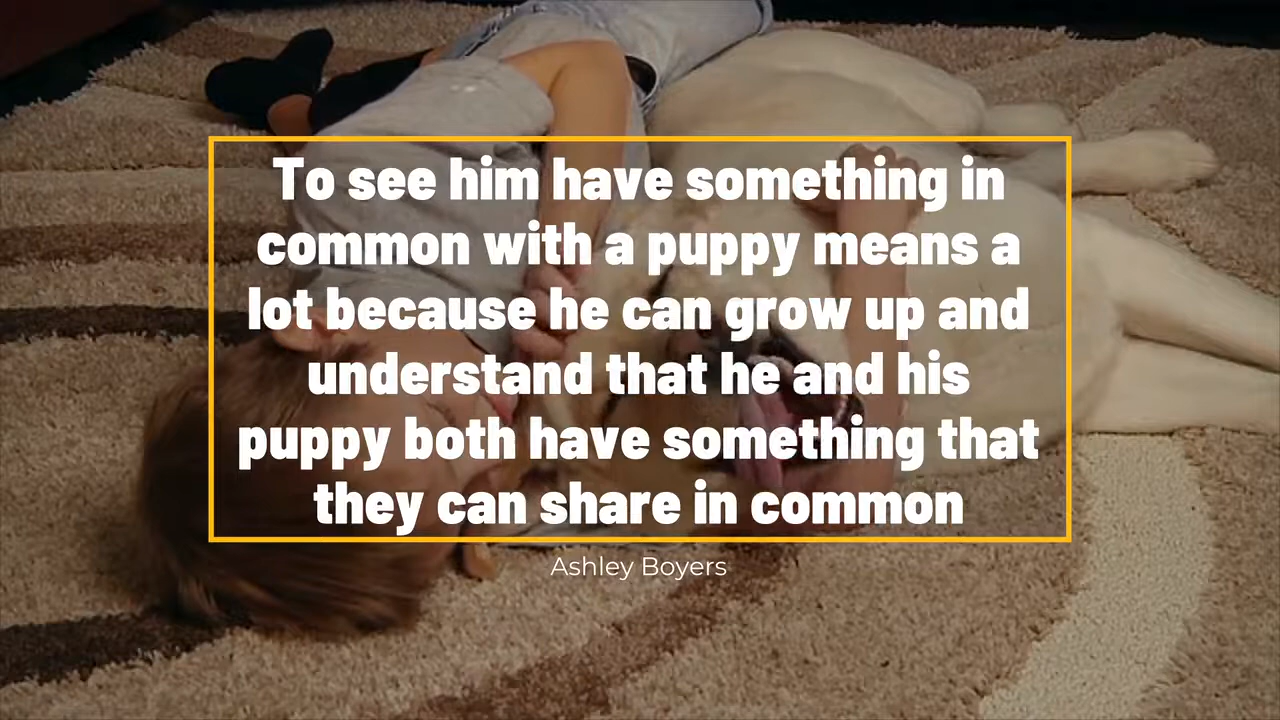 To see him have something in
common with a puppy means a
lot because he can grow up and
understand that he and his
puppy both have something that
they can share in common
Ashley Boyers